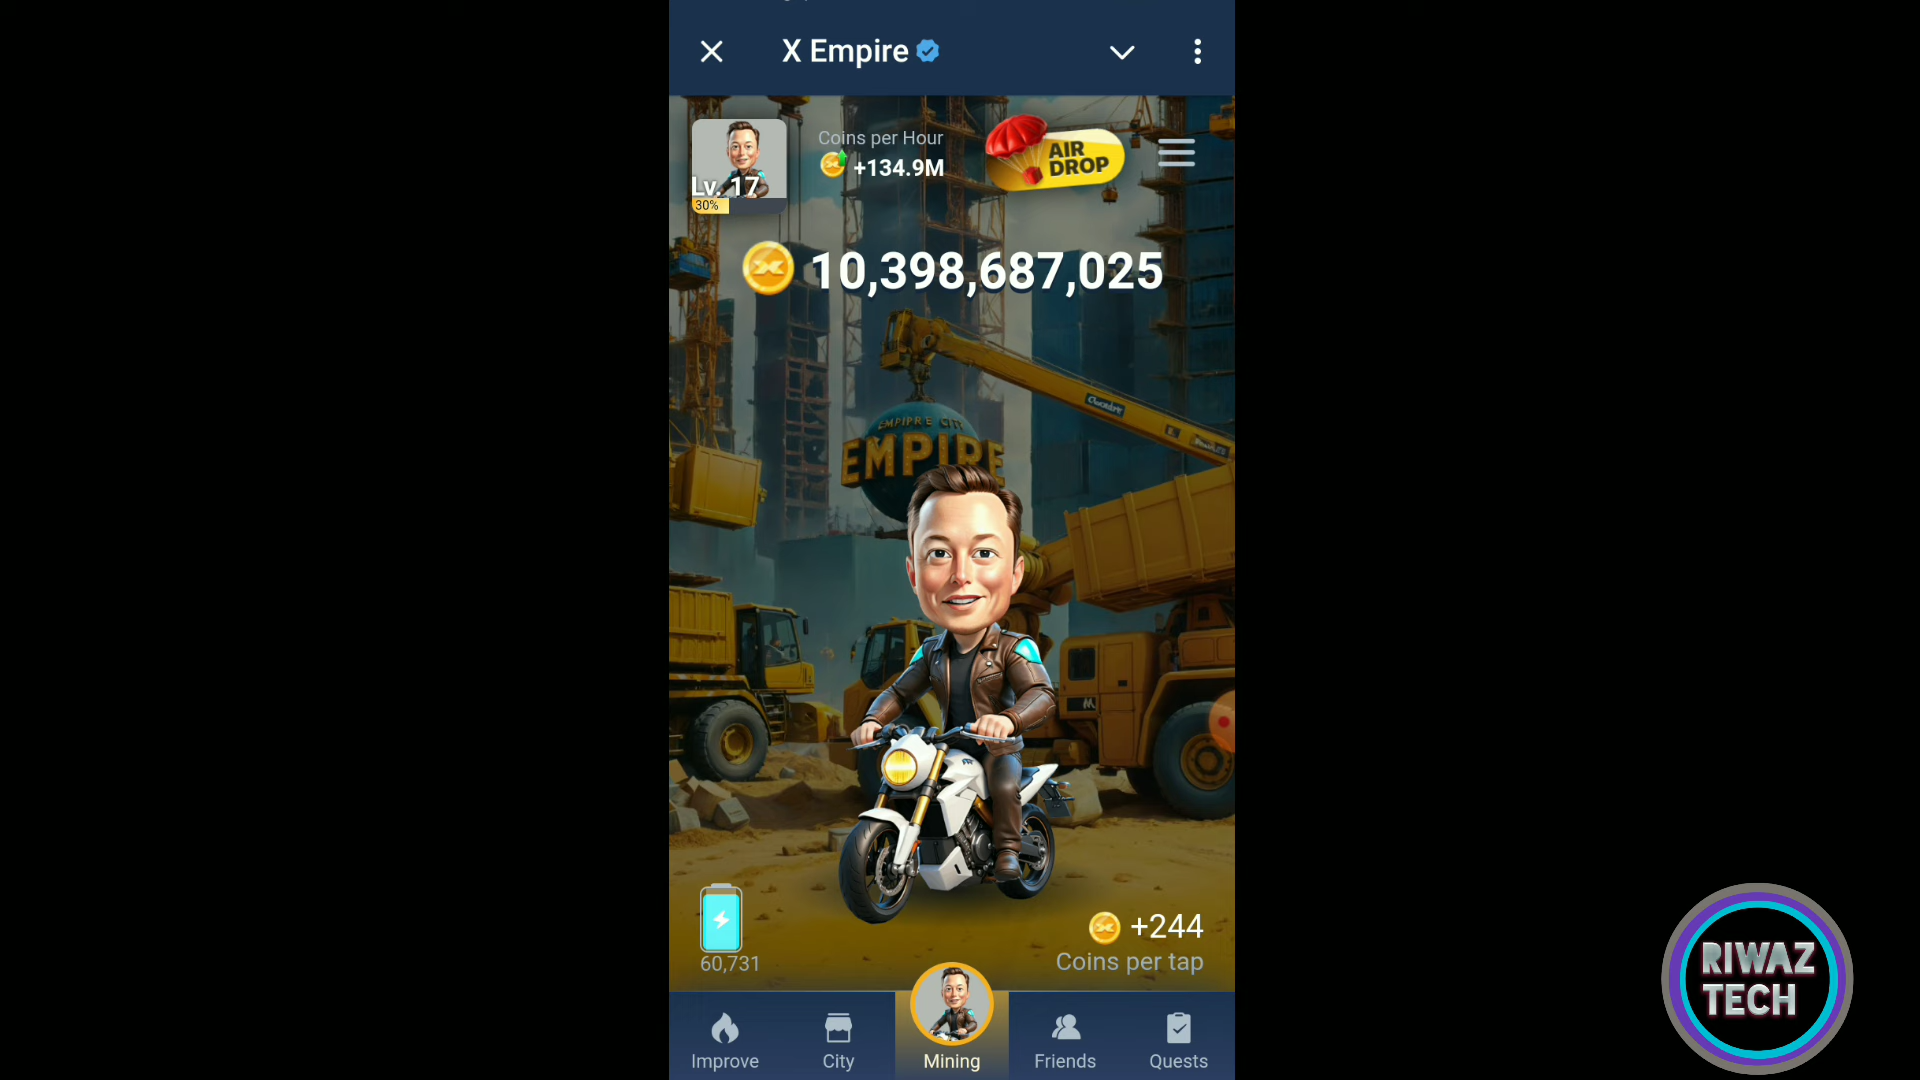 X Empire
Coins per Hour
+134.9M
AIR
DROP
Lv. 17
30%
10,398,687,025
EMPIPR E CITY
EMPIRE
60,731
+244
Coins per tap
Improve
City
Mining
Friends
Quests
RIWAZ
TECH